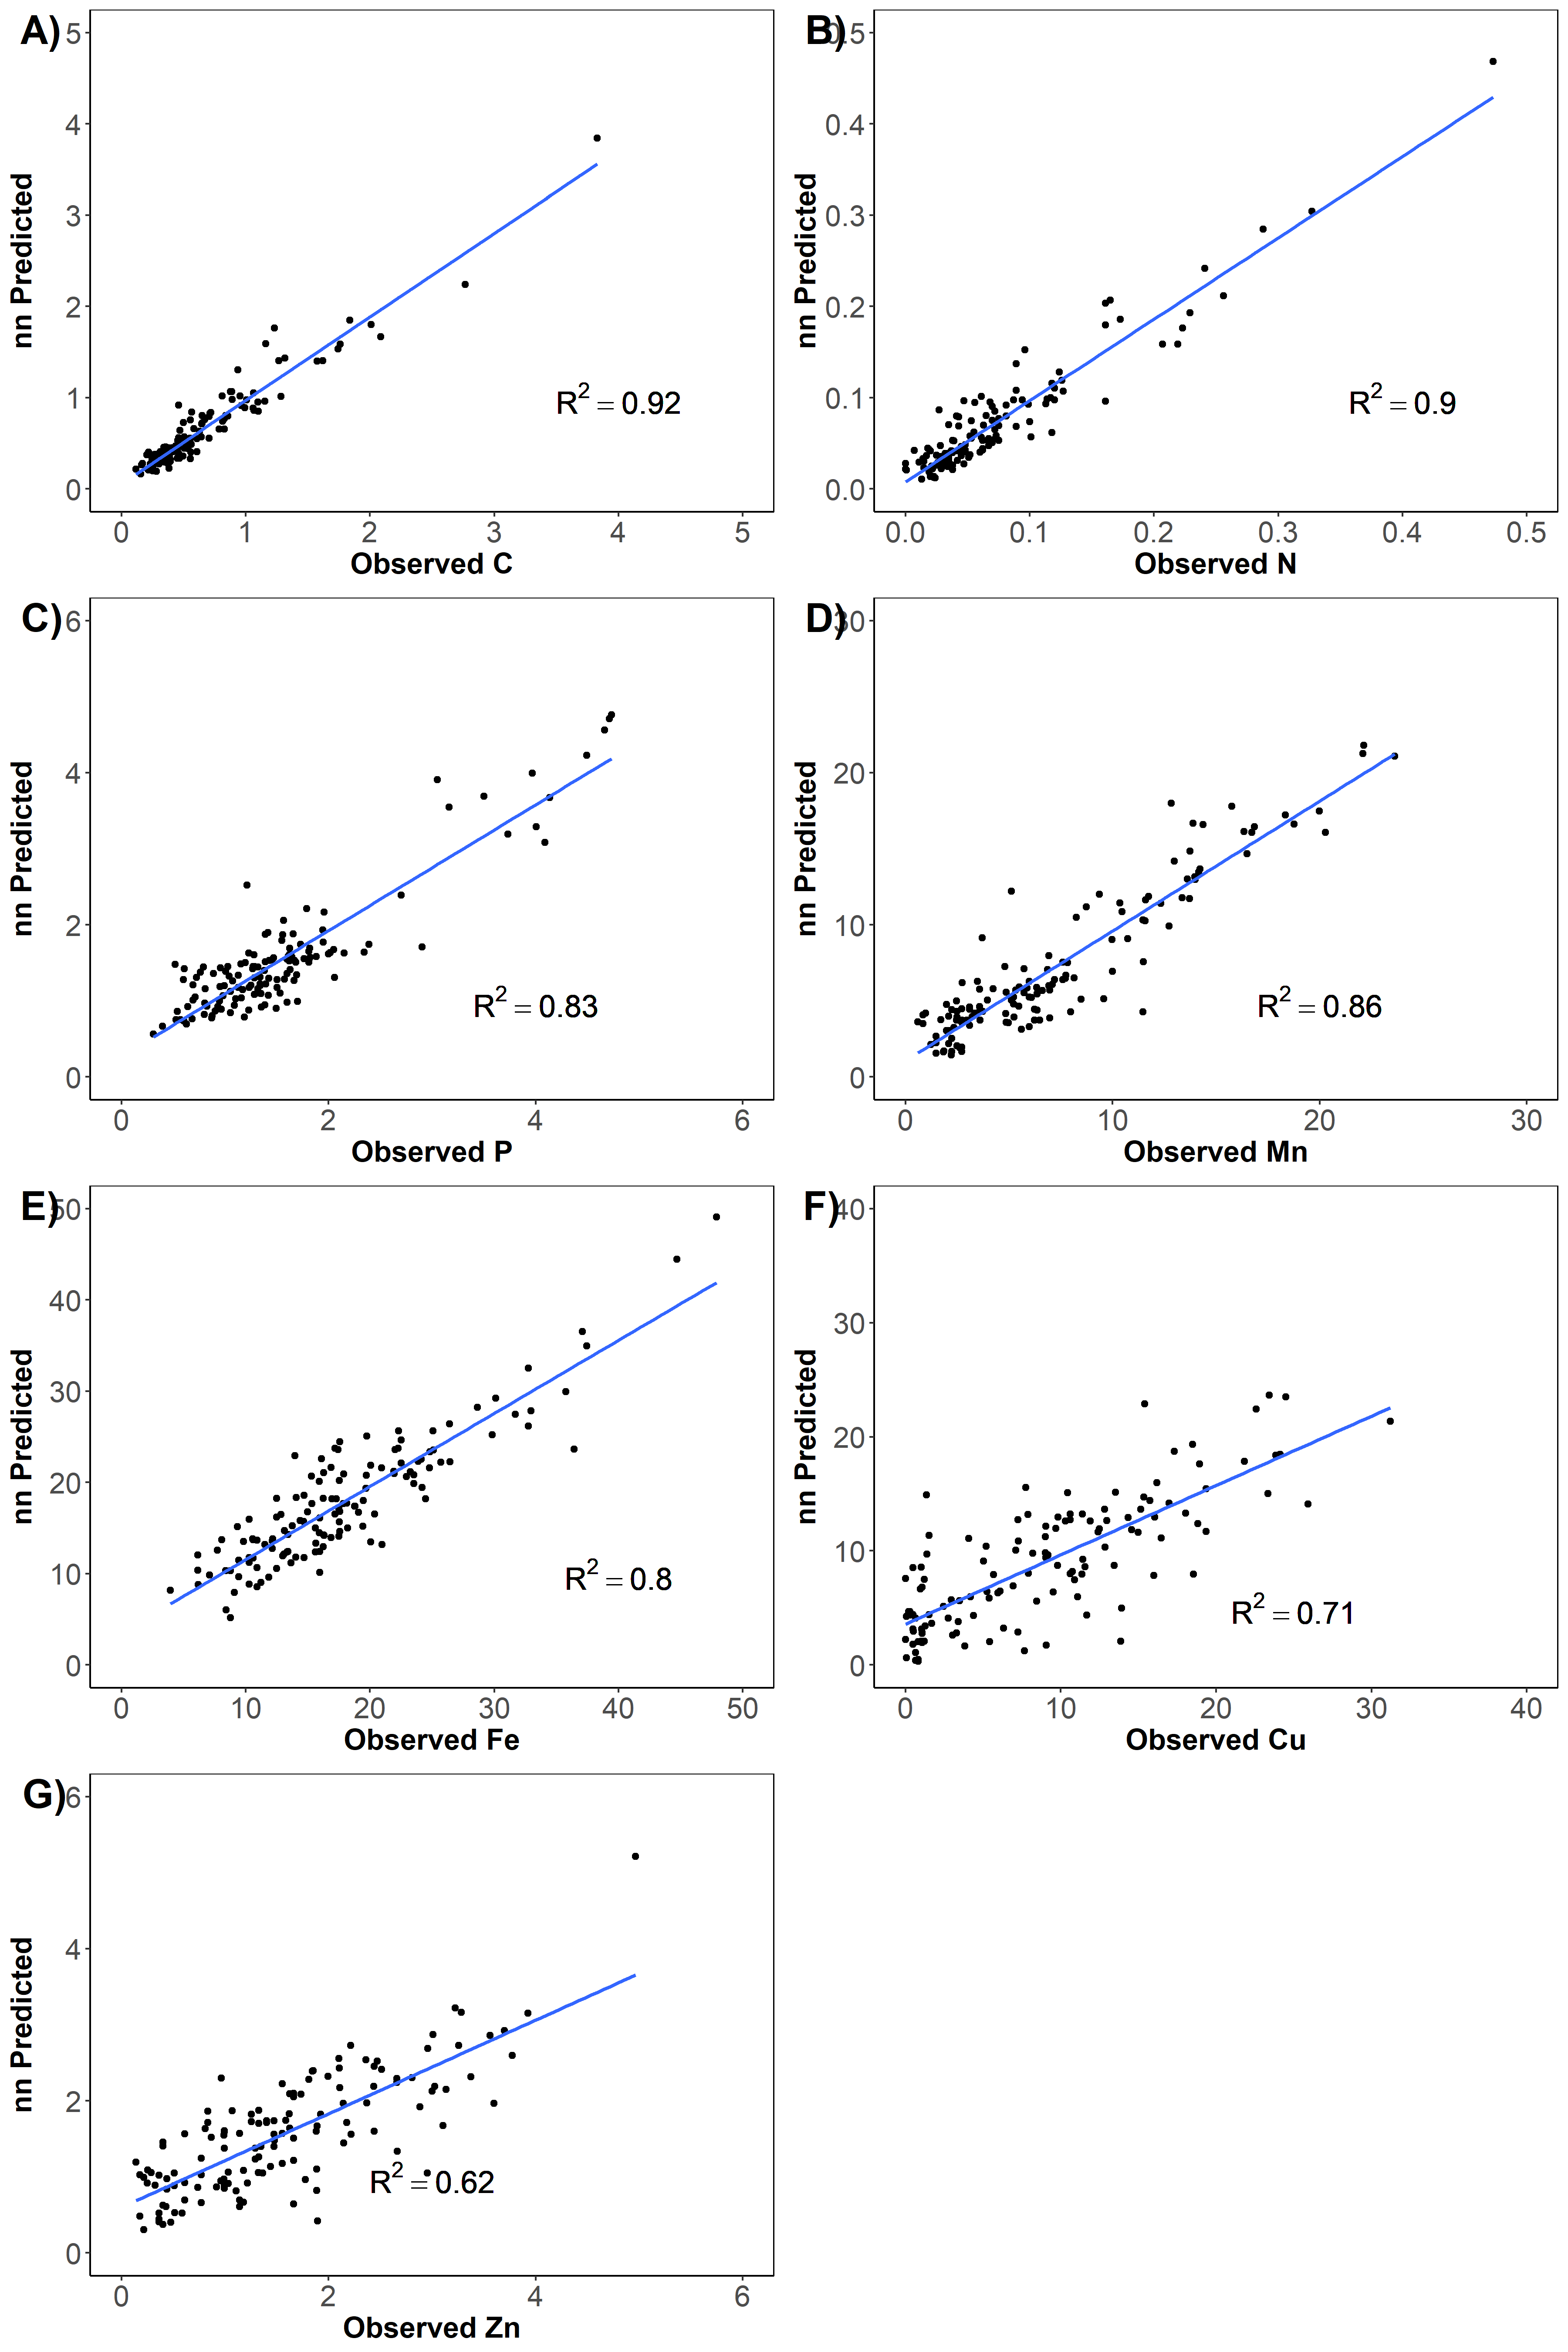 A)
5
4
3
2
1
0
nn Predicted
R² = 0.92
0 1 2 3 4 5
Observed C
B)
0.5
0.4
0.3
0.2
0.1
0.0
nn Predicted
R² = 0.9
0.0 0.1 0.2 0.3 0.4 0.5
Observed N
C)
6
4
2
0
nn Predicted
R² = 0.83
0 2 4 6
Observed P
D)
30
20
10
0
nn Predicted
R² = 0.86
0 10 20 30
Observed Mn
E)
50
40
30
20
10
0
nn Predicted
R² = 0.8
0 10 20 30 40 50
Observed Fe
F)
40
30
20
10
0
nn Predicted
R² = 0.71
0 10 20 30 40
Observed Cu
G)
6
4
2
0
nn Predicted
R² = 0.62
0 2 4 6
Observed Zn